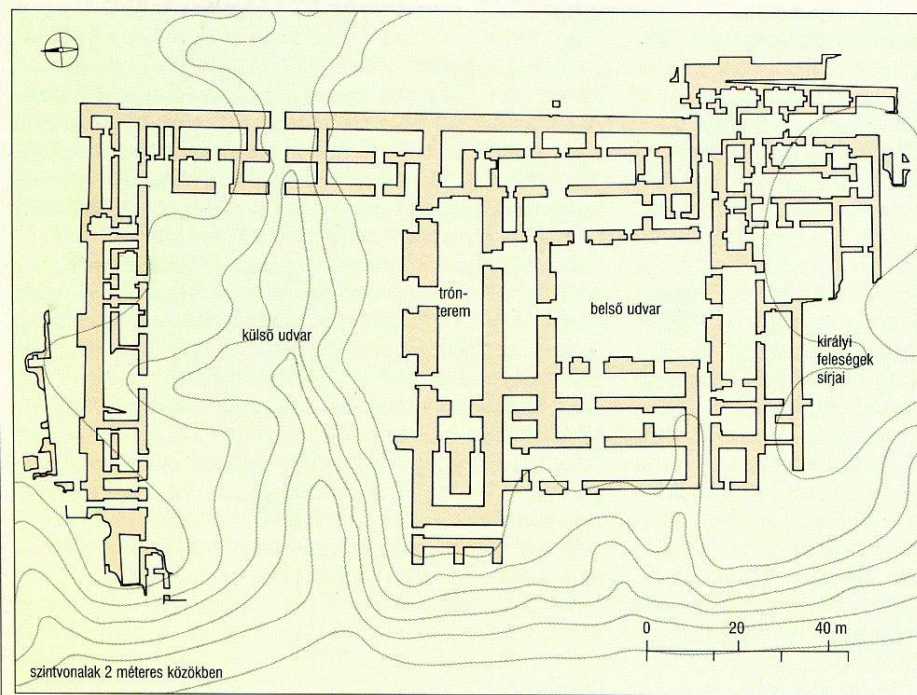 külső udvar
trón-
terem
belső udvar
királyi
feleségek
sírjai
0 20 40 m
szintvonalak 2 méteres közökben